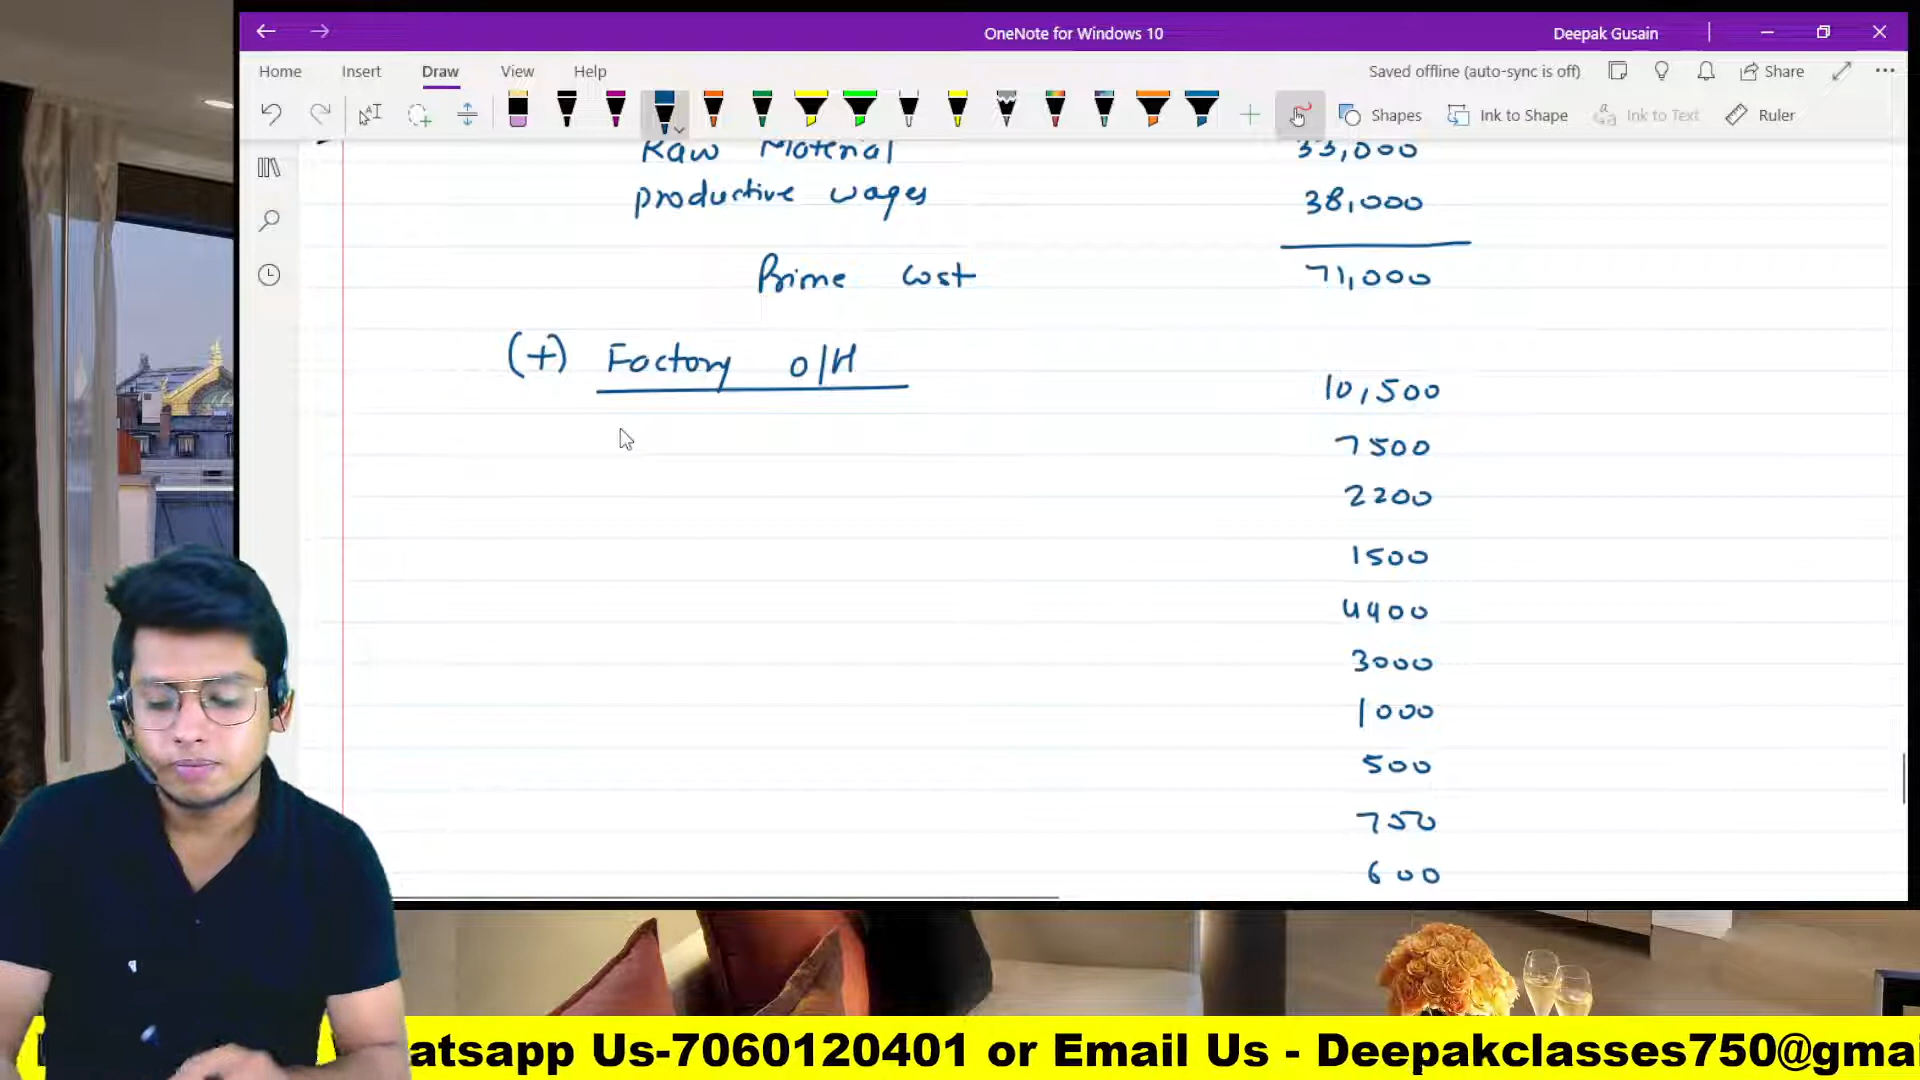 OneNote for Windows 10
Deepak Gusain
Home Insert Draw View Help
Saved offline (auto-sync is off)
Share
Shapes
Ink to Shape
Ink to Text
Ruler
Raw Material 33,000
productive wages 38,000
Prime cost 71,000
(+) Factory O/H
10,500
7500
2200
1500
4400
3000
1000
500
750
600
atsapp Us-7060120401 or Email Us - Deepakclasses750@gmai